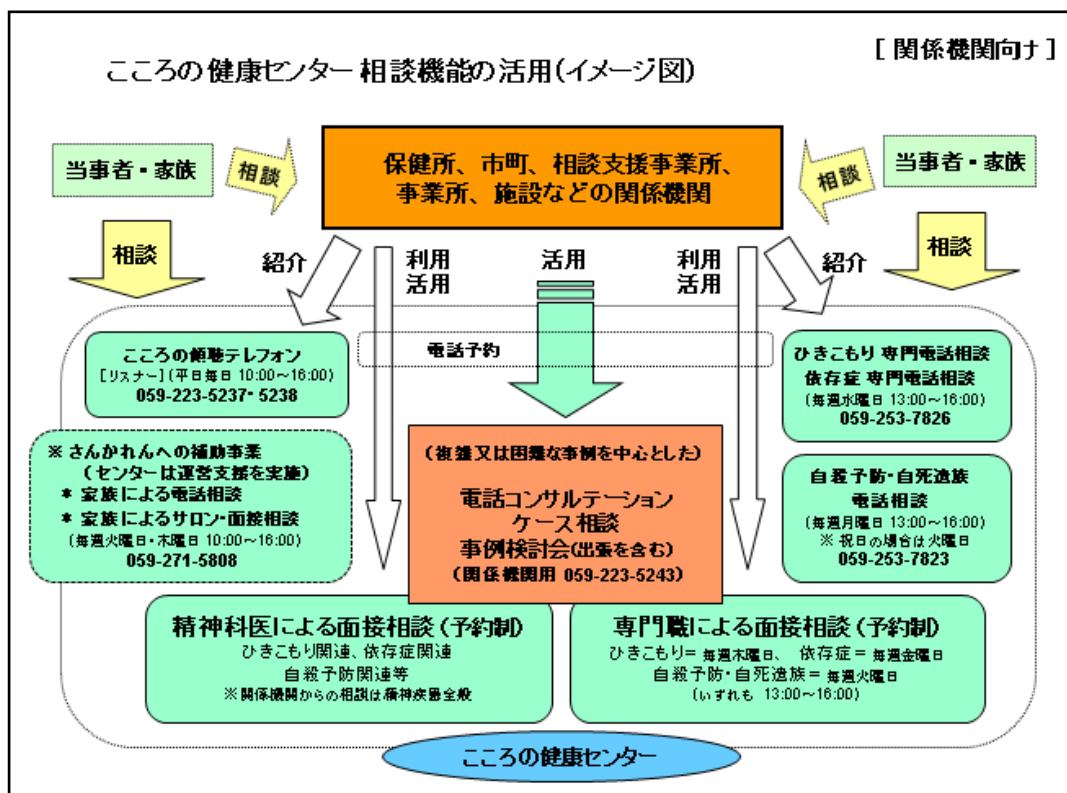 [関係機関向ナ]
こころの健康センター 相談機能の活用(イメージ図)
当事者・家族
相談
保健所、市町、相談支援事業所、
事業所、施設などの関係機関
相談
当事者・家族
相談
紹介
利用
活用
活用
利用
活用
紹介
相談
電話予約
こころの傾聴テレフォン
[リスナー](平日毎日 10:00～16:00)
059-223-5237・5238
※ さんかれんへの補助事業
(センターは運営支援を実施)
* 家族による電話相談
* 家族によるサロン・面接相談
(毎週火曜日・木曜日 10:00～16:00)
059-271-5808
(複雑又は困難な事例を中心とした)
電話コンサルテーション
ケース相談
事例検討会(出張を含む)
(関係機関用 059-223-5243)
ひきこもり 専門電話相談
依存症 専門電話相談
(毎週水曜日 13:00～16:00)
059-253-7826
自殺予防・自死遺族
電話相談
(毎週月曜日 13:00～16:00)
※ 祝日の場合は火曜日
059-253-7823
精神科医による面接相談(予約制)
ひきこもり関連、依存症関連
自殺予防関連等
※関係機関からの相談は精神疾患全般
専門職による面接相談(予約制)
ひきこもり= 毎週木曜日、 依存症= 毎週金曜日
自殺予防・自死遺族= 毎週火曜日
(いずれも 13:00～16:00)
こころの健康センター